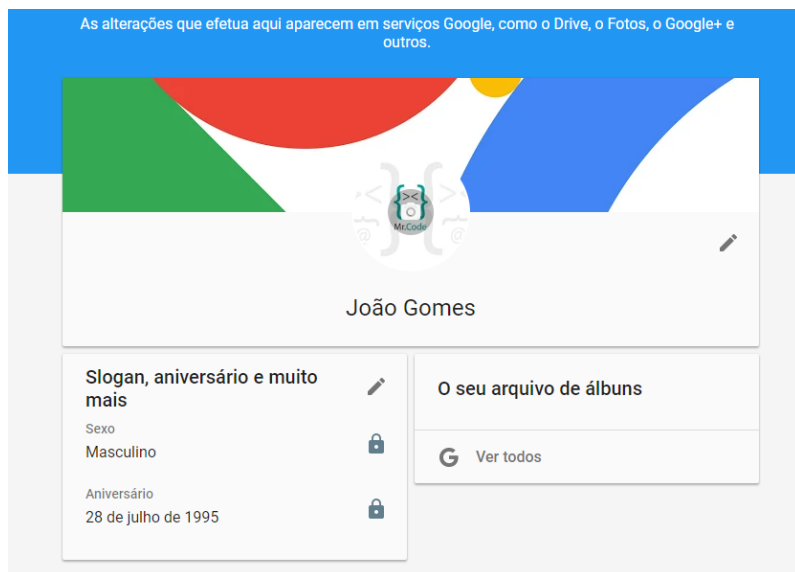 As alterações que efetua aqui aparecem em serviços Google, como o Drive, o Fotos, o Google+ e
outros.
{><}
Mr.Code
João Gomes
Slogan, aniversário e muito
mais
Sexo
Masculino
Aniversário
28 de julho de 1995
O seu arquivo de álbuns
G Ver todos